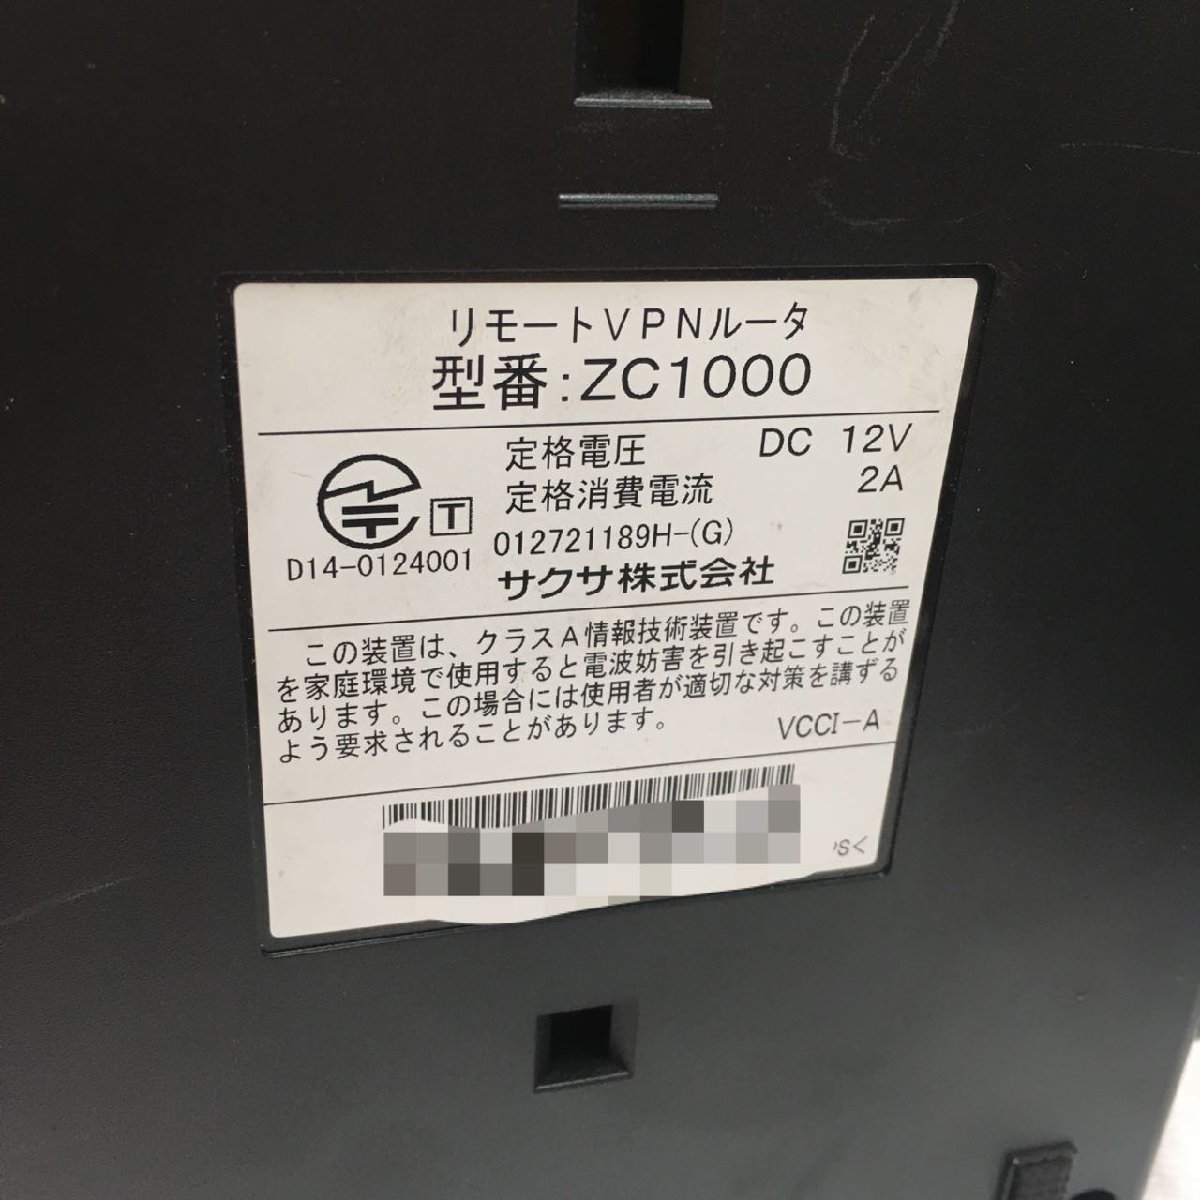 リモートVPNルータ
型番:ZC1000
定格電圧 DC 12V
定格消費電流 2A
T
D14-0124001
012721189H-(G)
サクサ株式会社
この装置は、クラスA情報技術装置です。この装置
を家庭環境で使用すると電波妨害を引き起こすことが
あります。この場合には使用者が適切な対策を講ずる
よう要求されることがあります。 VCCI-A